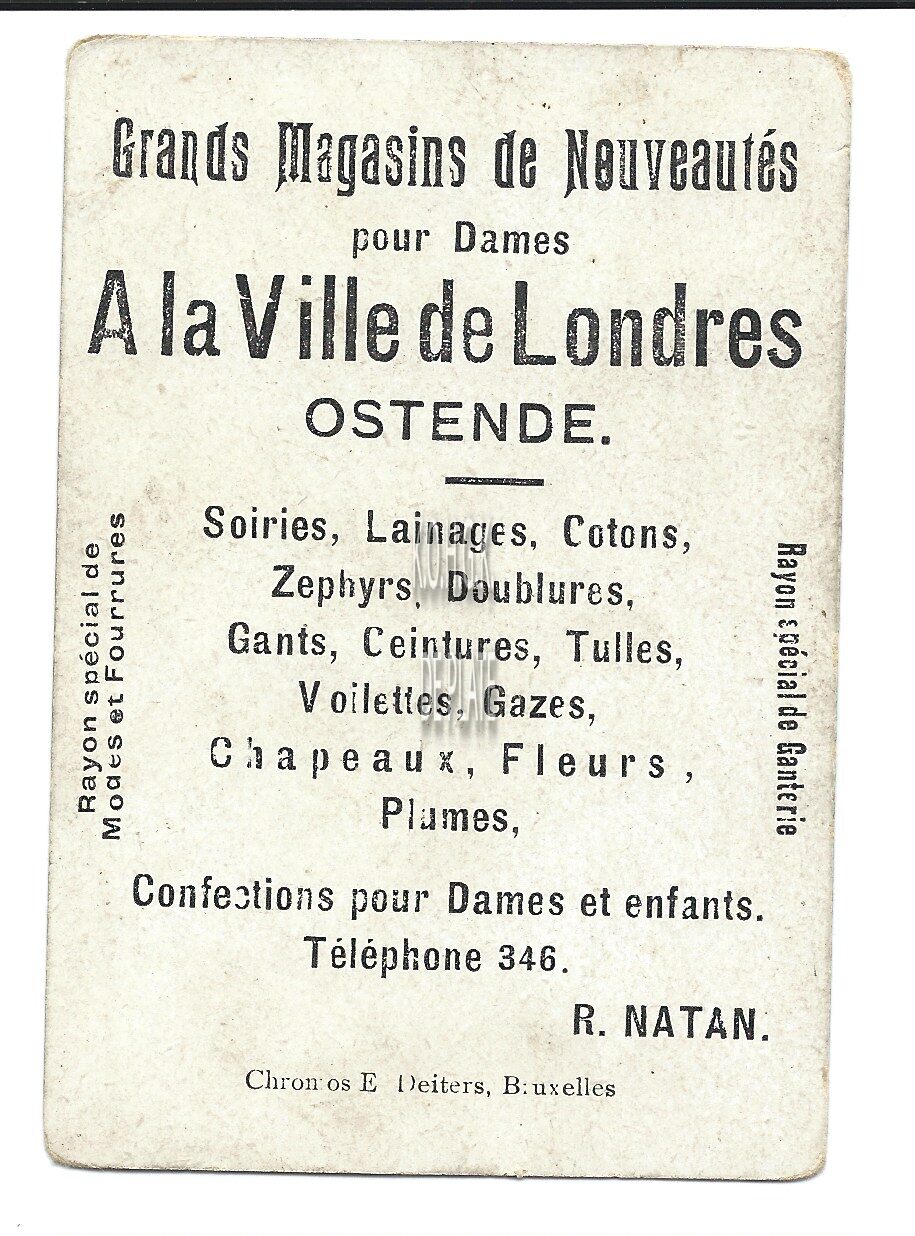 Grands Magasins de Nouveautés
pour Dames
A la Ville de Londres
OSTENDE.
Soiries, Lainages, Cotons,
Zephyrs, Doublures,
Gants, Ceintures, Tulles,
Voilettes, Gazes,
Chapeaux, Fleurs,
Plumes,
Rayon spécial de
Modes et Fourrures
Rayon spécial de Ganterie
Confections pour Dames et enfants.
Téléphone 346.
R. NATAN.
Chromos E Deiters, Bruxelles